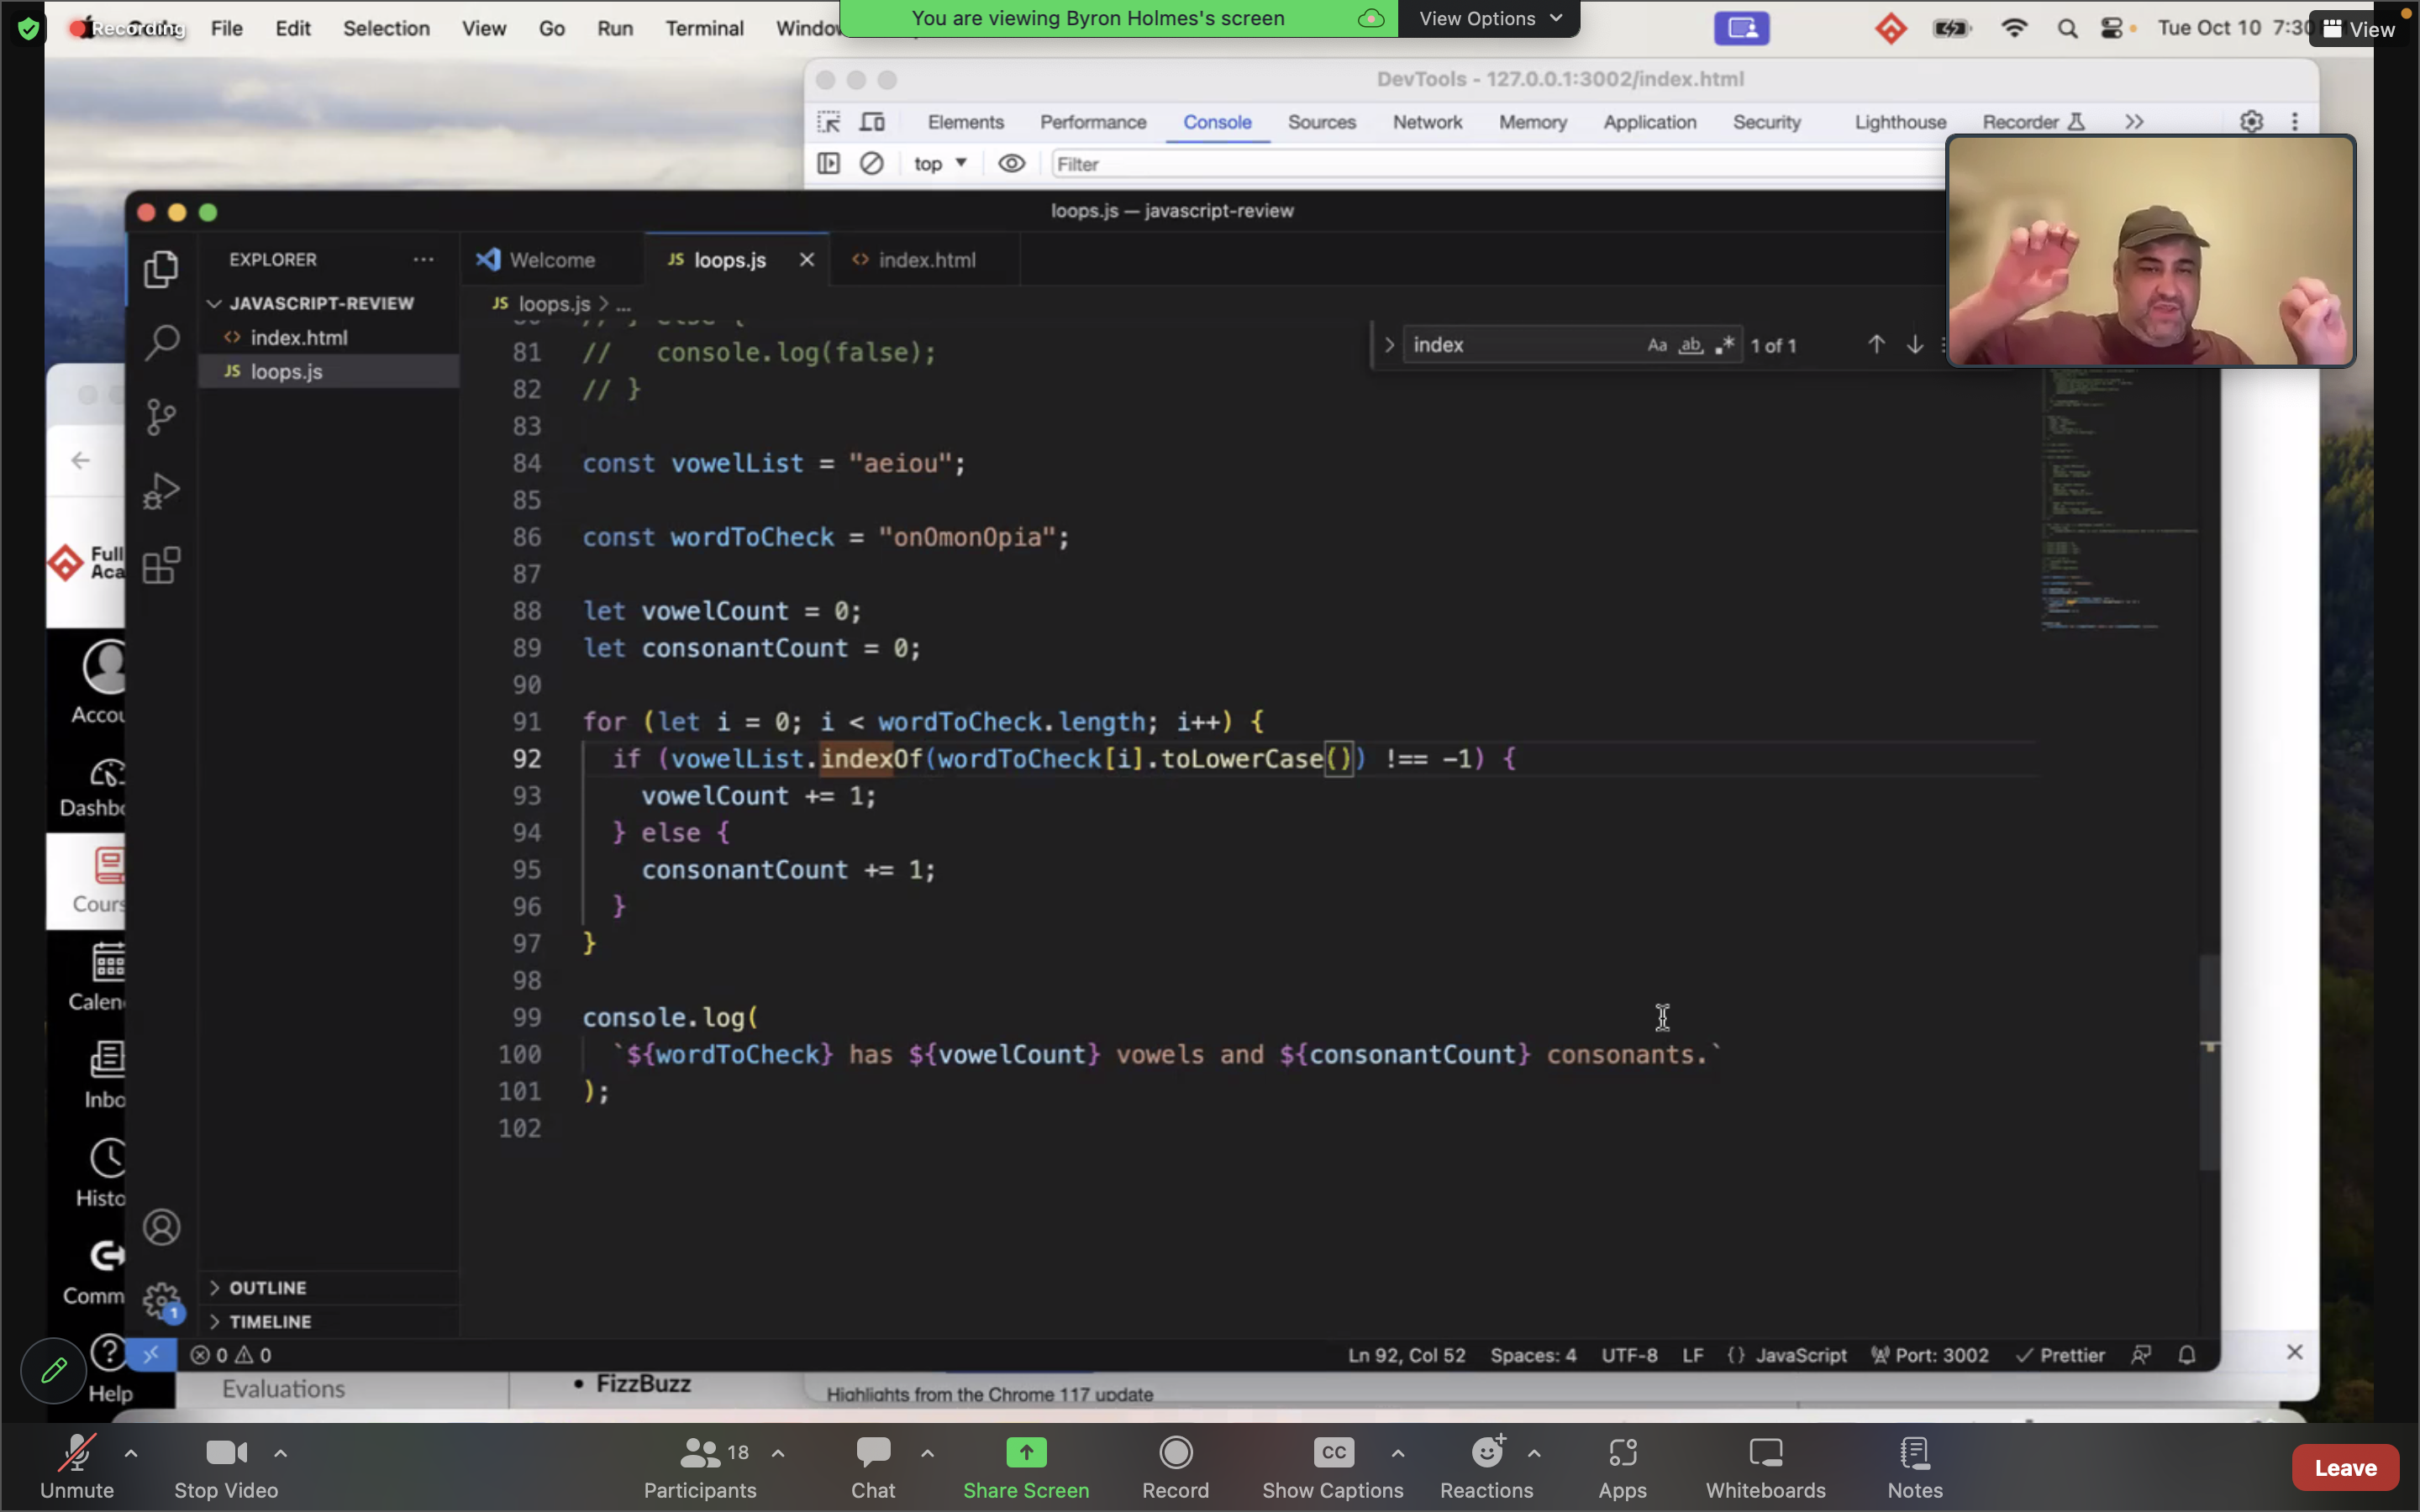 Recording
File Edit Selection View Go Run Terminal
You are viewing Byron Holmes's screen
View Options
Tue Oct 10 7:30
View
DevTools - 127.0.0.1:3002/index.html
Elements Performance Console Sources Network Memory Application Security Lighthouse Recorder
top
Filter
loops.js — javascript-review
EXPLORER
Welcome
JS loops.js
<> index.html
JAVASCRIPT-REVIEW
<> index.html
JS loops.js
JS loops.js > ...
index
Aa ab 1 of 1
81 //   console.log(false);
82 // }
83
84 const vowelList = "aeiou";
85
86 const wordToCheck = "onOmonOpia";
87
88 let vowelCount = 0;
89 let consonantCount = 0;
90
91 for (let i = 0; i < wordToCheck.length; i++) {
92   if (vowelList.indexOf(wordToCheck[i].toLowerCase()) !== -1) {
93     vowelCount += 1;
94   } else {
95     consonantCount += 1;
96   }
97 }
98
99 console.log(
100   `${wordToCheck} has ${vowelCount} vowels and ${consonantCount} consonants.`
101 );
102
OUTLINE
TIMELINE
1
0 0
Ln 92, Col 52 Spaces: 4 UTF-8 LF {} JavaScript Port: 3002 Prettier
Full
Aca
Accou
Dashbo
Cours
Calen
Inbo
Histo
Comm
Help
Evaluations
• FizzBuzz
Highlights from the Chrome 117 update
Unmute
Stop Video
18
Participants
Chat
Share Screen
Record
CC
Show Captions
Reactions
Apps
Whiteboards
Notes
Leave